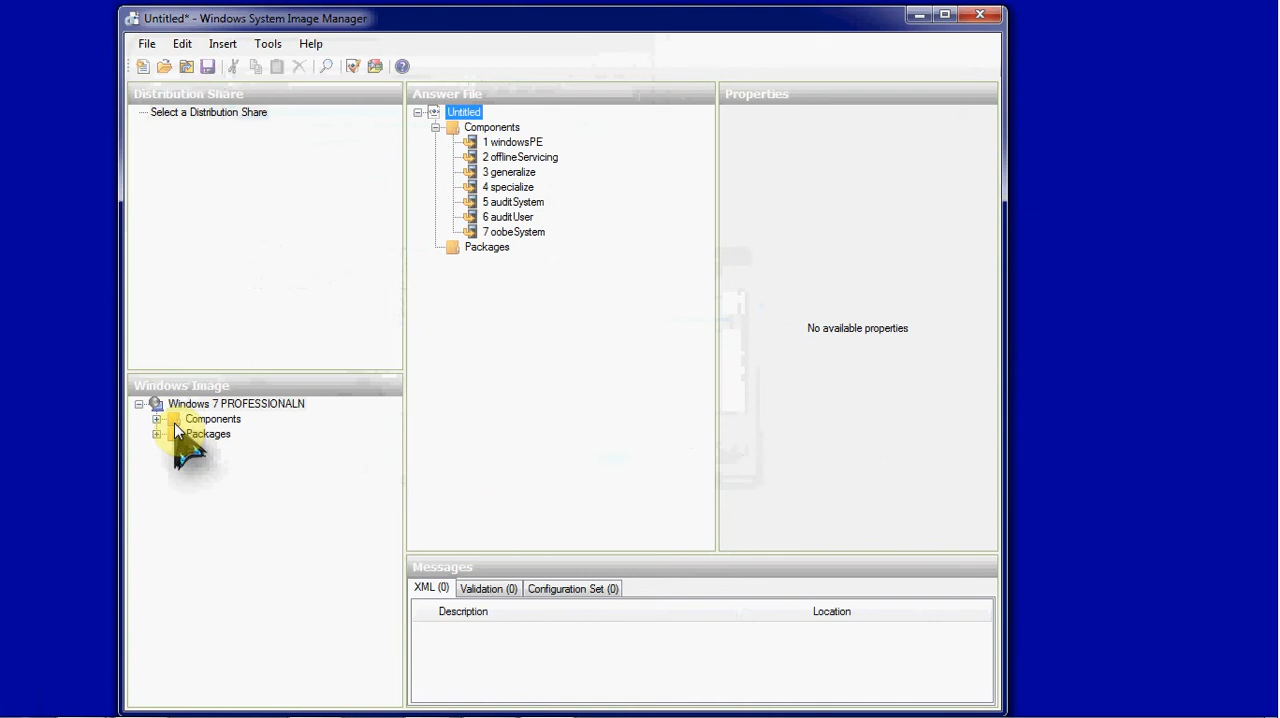 Untitled* - Windows System Image Manager
File Edit Insert Tools Help
Distribution Share
Select a Distribution Share
Answer File
Untitled
Components
1 windowsPE
2 offlineServicing
3 generalize
4 specialize
5 auditSystem
6 auditUser
7 oobeSystem
Packages
Properties
No available properties
Windows Image
Windows 7 PROFESSIONALN
Components
Packages
Messages
XML (0) Validation (0) Configuration Set (0)
Description Location